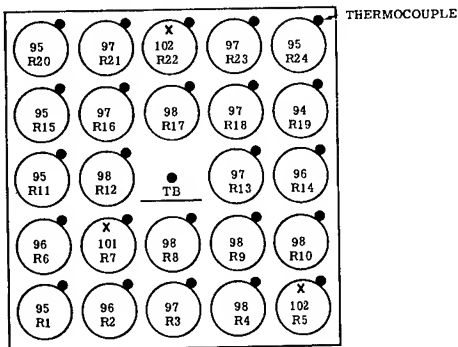 THERMOCOUPLE
95 97 X 102 97 95
R20 R21 R22 R23 R24
95 97 98 97 94
R15 R16 R17 R18 R19
95 98 97 96
R11 R12 TB R13 R14
96 X 101 98 98 98
R6 R7 R8 R9 R10
95 96 97 98 X 102
R1 R2 R3 R4 R5